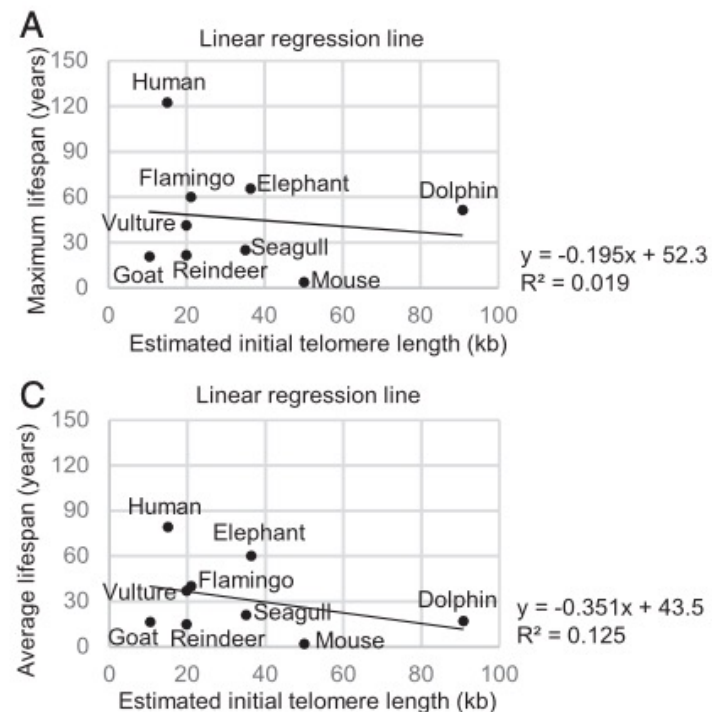 A
Linear regression line
Maximum lifespan (years)
150
120
90
60
30
0
Human
Flamingo
Elephant
Dolphin
Vulture
Seagull
Goat
Reindeer
Mouse
0 20 40 60 80 100
Estimated initial telomere length (kb)
y = -0.195x + 52.3
R² = 0.019
C
Linear regression line
Average lifespan (years)
150
120
90
60
30
0
Human
Elephant
Vulture
Flamingo
Seagull
Dolphin
Goat
Reindeer
Mouse
0 20 40 60 80 100
Estimated initial telomere length (kb)
y = -0.351x + 43.5
R² = 0.125